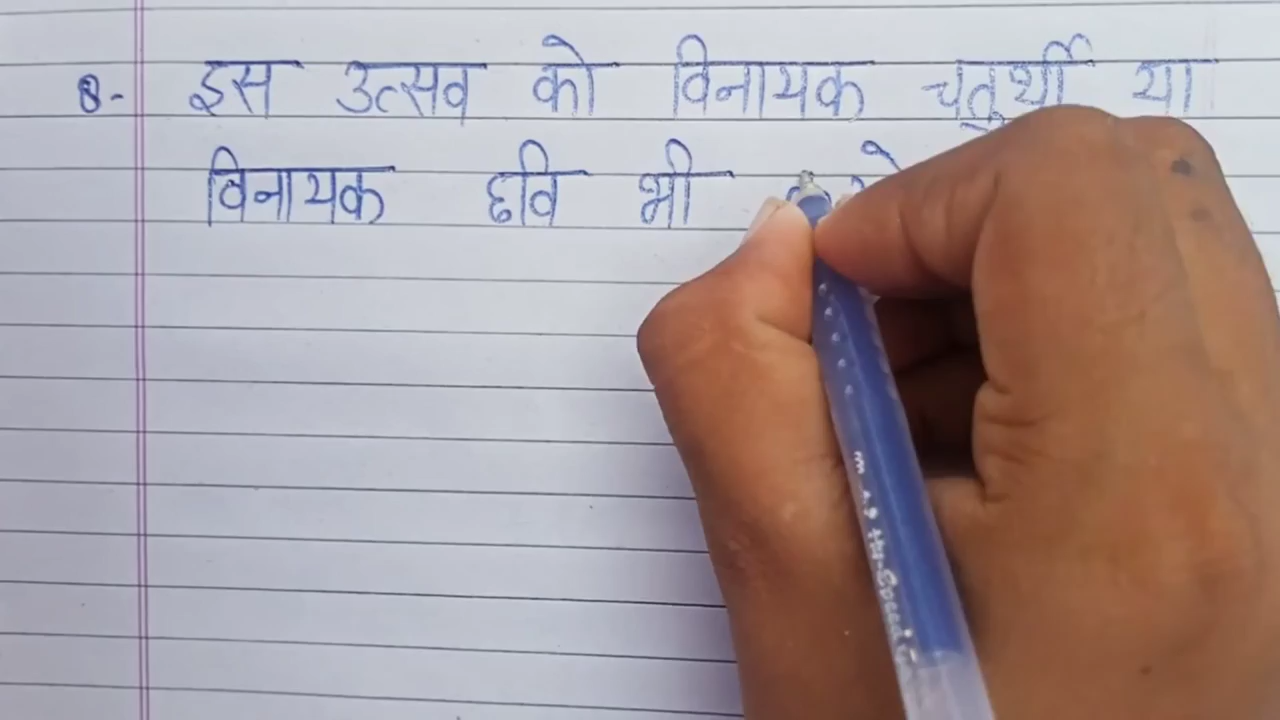 8- इस उत्सव को विनायक चतुर्थी या
विनायक छवि भी